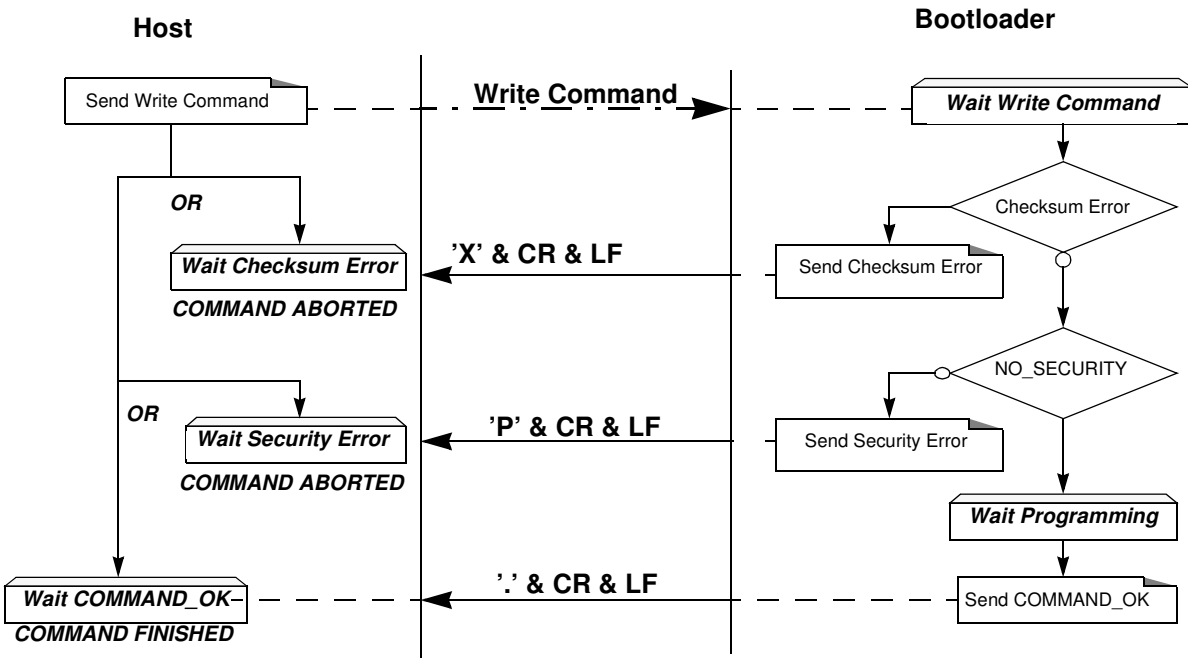 Host
Bootloader
Send Write Command
Write Command
Wait Write Command
OR
Checksum Error
Wait Checksum Error
'X' & CR & LF
Send Checksum Error
COMMAND ABORTED
NO_SECURITY
OR
Wait Security Error
'P' & CR & LF
Send Security Error
COMMAND ABORTED
Wait Programming
Wait COMMAND_OK
'.' & CR & LF
Send COMMAND_OK
COMMAND FINISHED